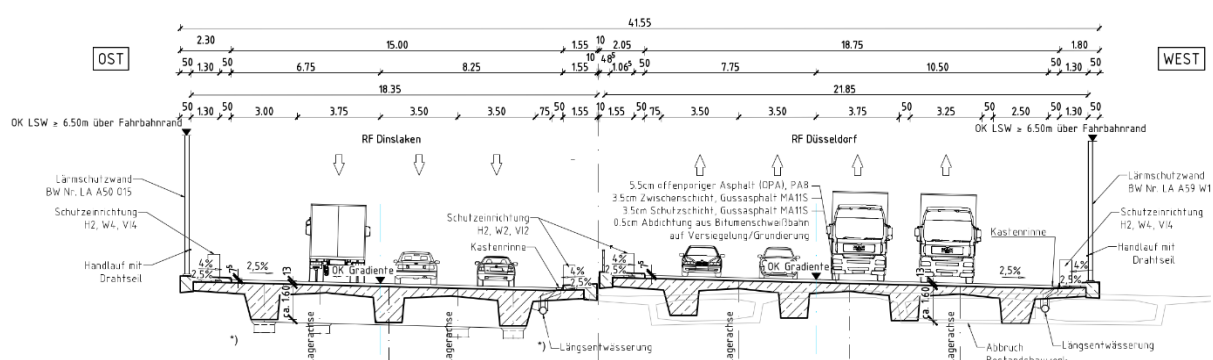 41.55
2.30 15.00 1.55 10 2.05 18.75 1.80
OST
WEST
50 1.30 50 6.75 8.25 10 1.55 48⁵ 1.06⁵ 50 7.75 10.50 50 1.30 50
18.35 21.85
50 1.30 50 3.00 3.75 3.50 3.50 75 50 1.55 10 1.55 50 75 3.50 3.50 3.75 50 3.25 50 2.50 50 1.30 50
OK LSW ≥ 6.50m über Fahrbahnrand
OK LSW ≥ 6.50m über Fahrbahnrand
RF Dinslaken
RF Düsseldorf
Lärmschutzwand
BW Nr. LA A50 015
Schutzeinrichtung
H2, W4, VI4
Handlauf mit
Drahtseil
5.5cm offenporiger Asphalt (OPA), PA8
3.5cm Zwischenschicht, Gussasphalt MA11S
3.5cm Schutzschicht, Gussasphalt MA11S
0.5cm Abdichtung aus Bitumenschweißbahn
auf Versiegelung/Grundierung
Schutzeinrichtung
H2, W2, VI2
Kastenrinne
Lärmschutzwand
BW Nr. LA A59 W1
Schutzeinrichtung
H2, W4, VI4
Kastenrinne
Handlauf mit
Drahtseil
4%
2,5%
2,5%
13
OK Gradiente
4%
2,5%
4%
2,5%
OK Gradiente
13
2,5%
4%
2,5%
ca. 1.60
ca. 1.60
*)
*)
Lagerachse
Lagerachse
Längsentwässerung
Lagerachse
Lagerachse
Abbruch
Längsentwässerung